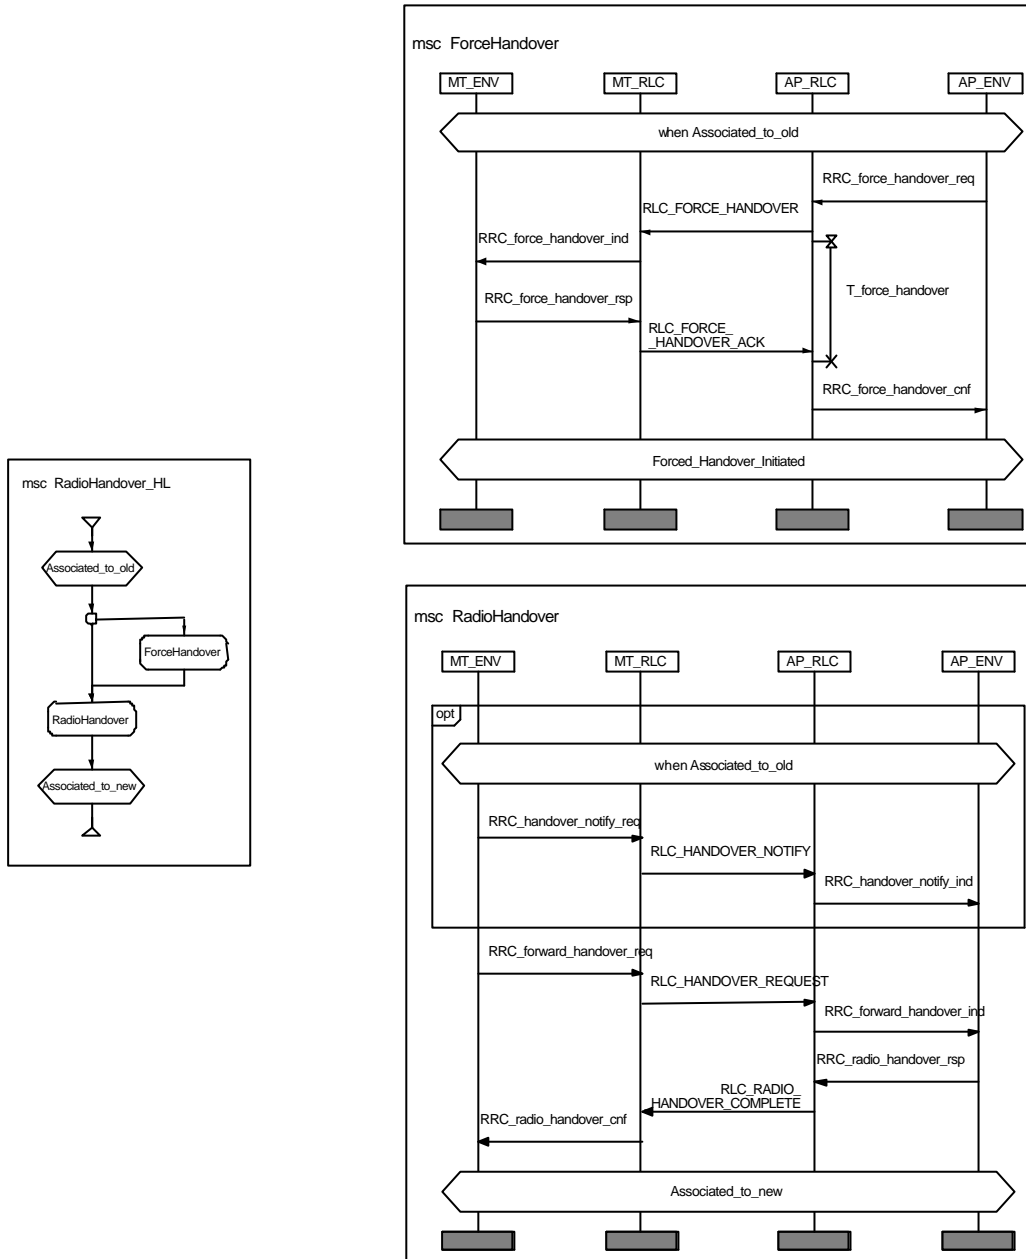 msc ForceHandover
MT_ENV
MT_RLC
AP_RLC
AP_ENV
when Associated_to_old
RRC_force_handover_req
RLC_FORCE_HANDOVER
RRC_force_handover_ind
T_force_handover
RRC_force_handover_rsp
RLC_FORCE_
_HANDOVER_ACK
RRC_force_handover_cnf
Forced_Handover_Initiated
msc RadioHandover_HL
Associated_to_old
ForceHandover
RadioHandover
Associated_to_new
msc RadioHandover
MT_ENV
MT_RLC
AP_RLC
AP_ENV
opt
when Associated_to_old
RRC_handover_notify_req
RLC_HANDOVER_NOTIFY
RRC_handover_notify_ind
RRC_forward_handover_req
RLC_HANDOVER_REQUEST
RRC_forward_handover_ind
RRC_radio_handover_rsp
RLC_RADIO_
HANDOVER_COMPLETE
RRC_radio_handover_cnf
Associated_to_new